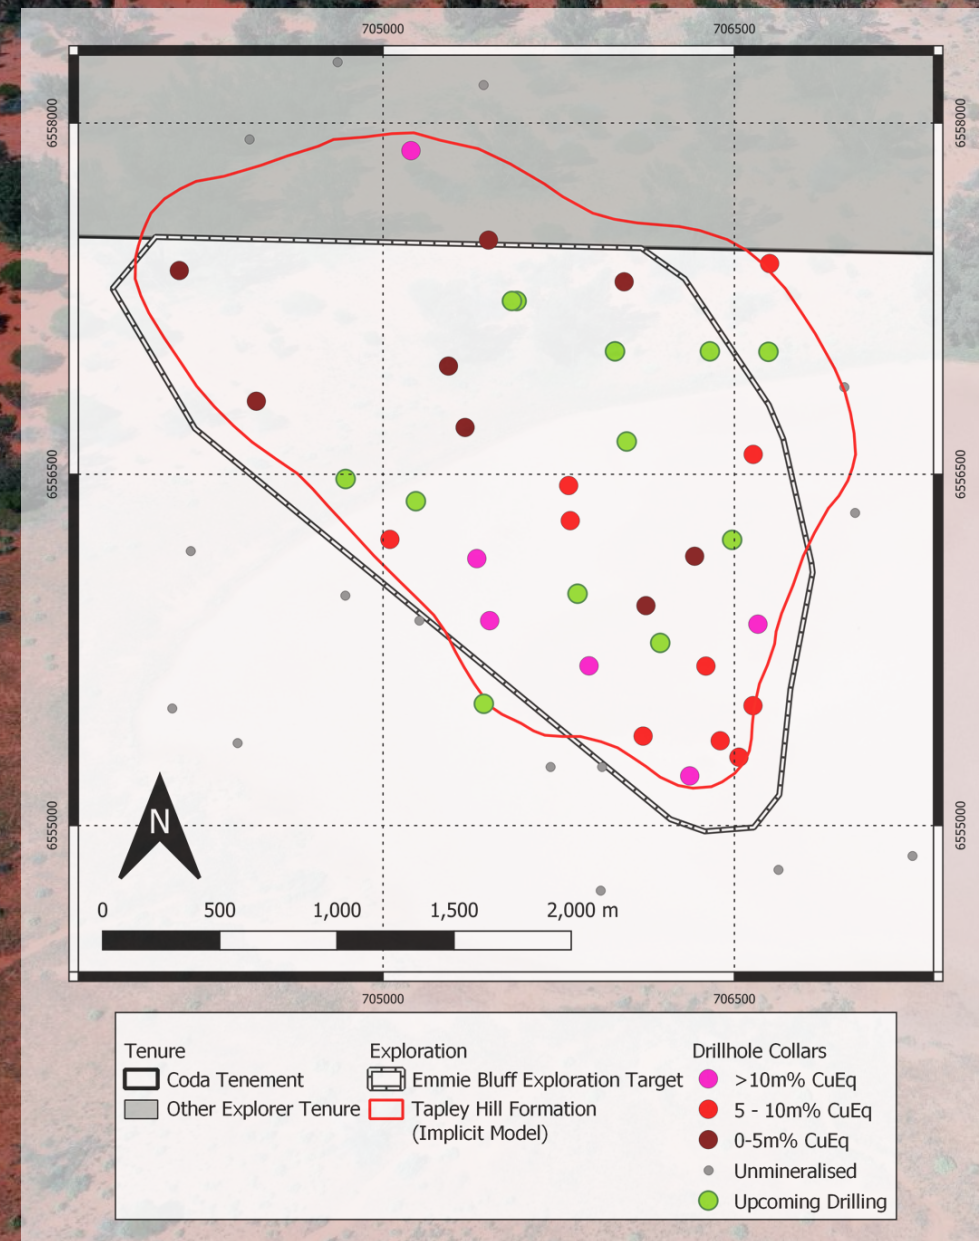 705000 706500
6558000 6558000
6556500 6556500
6555000 6555000
N
0 500 1,000 1,500 2,000 m
705000 706500
Tenure
Coda Tenement
Other Explorer Tenure
Exploration
Emmie Bluff Exploration Target
Tapley Hill Formation
(Implicit Model)
Drillhole Collars
>10m% CuEq
5 - 10m% CuEq
0-5m% CuEq
Unmineralised
Upcoming Drilling